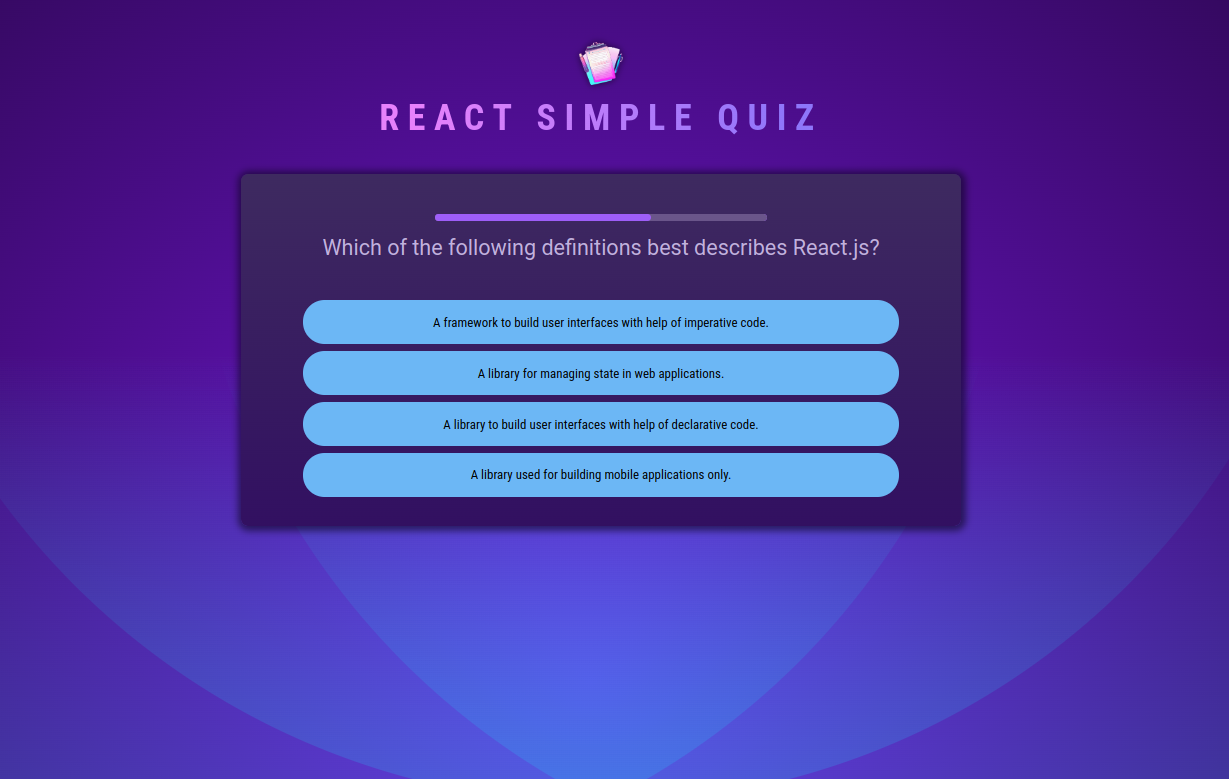 REACT SIMPLE QUIZ
Which of the following definitions best describes React.js?
A framework to build user interfaces with help of imperative code.
A library for managing state in web applications.
A library to build user interfaces with help of declarative code.
A library used for building mobile applications only.